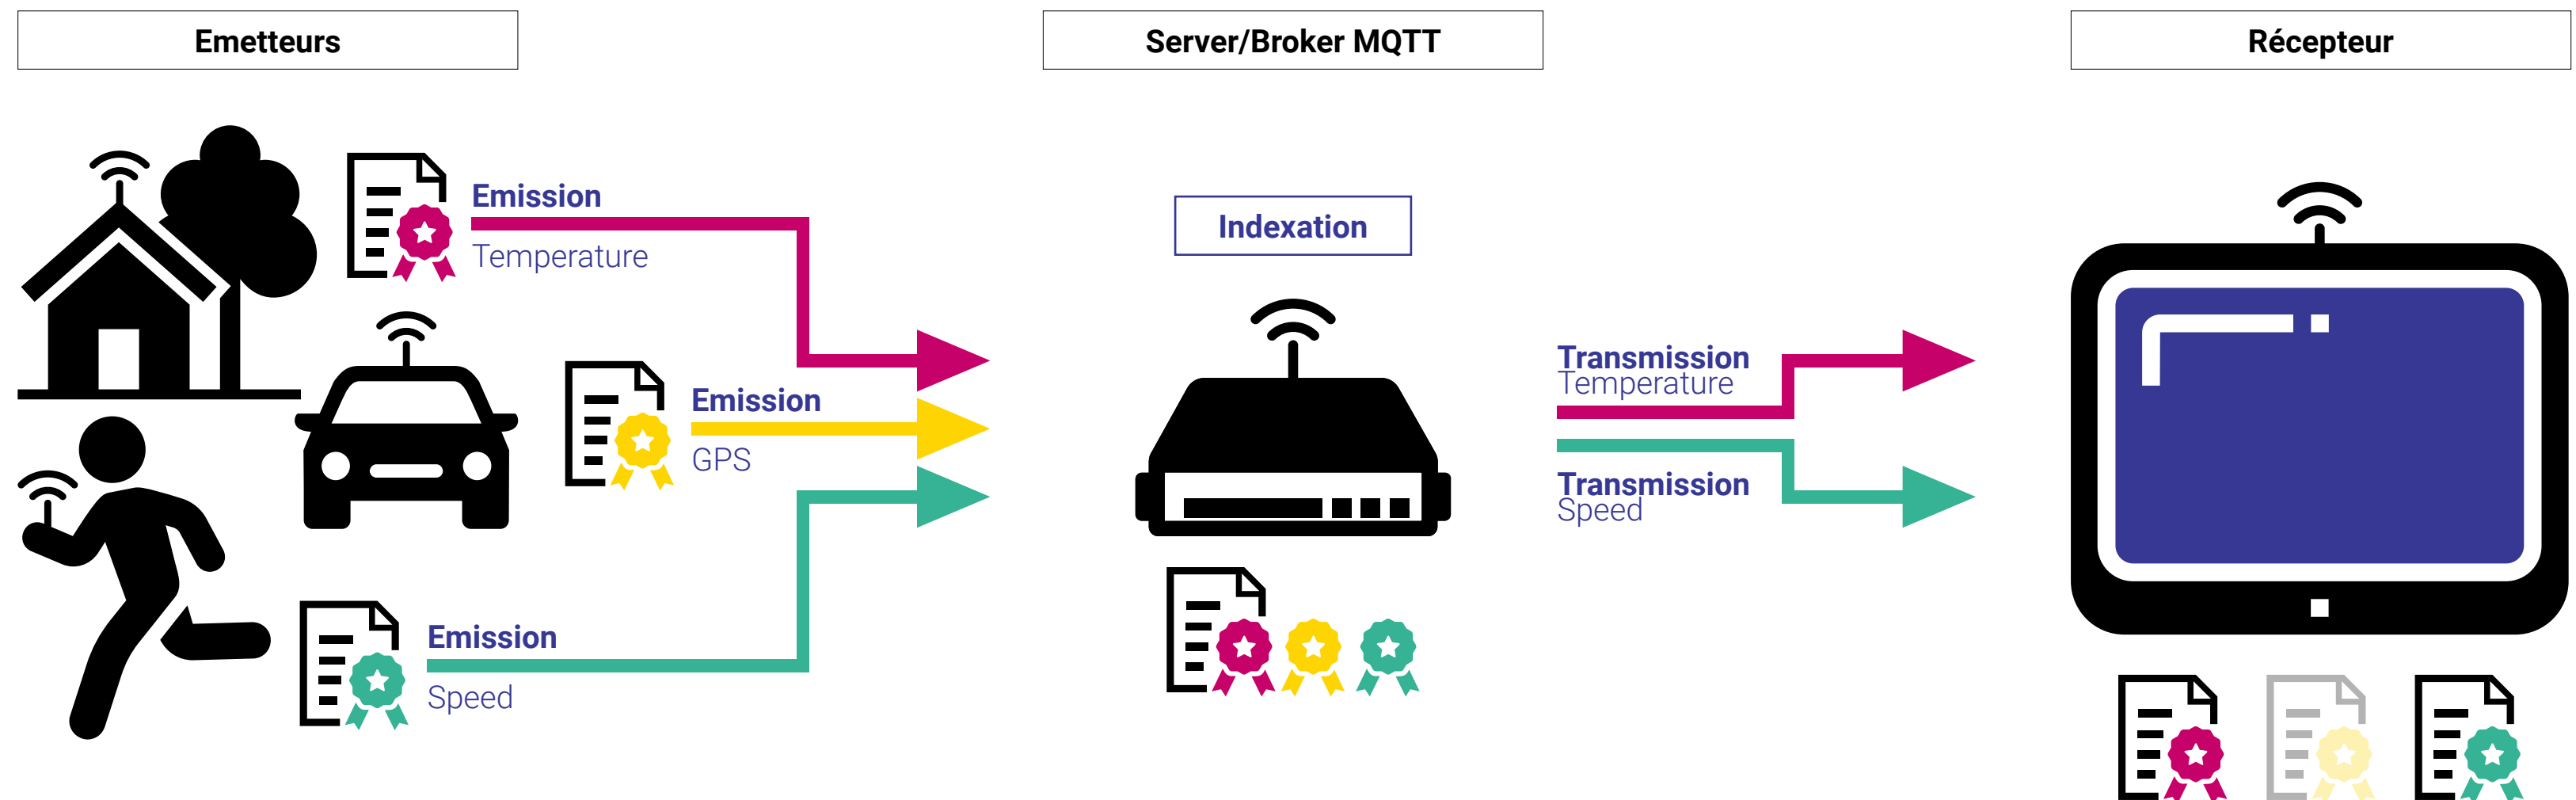 Emetteurs
Server/Broker MQTT
Récepteur
Emission
Temperature
Emission
GPS
Emission
Speed
Indexation
Transmission
Temperature
Transmission
Speed